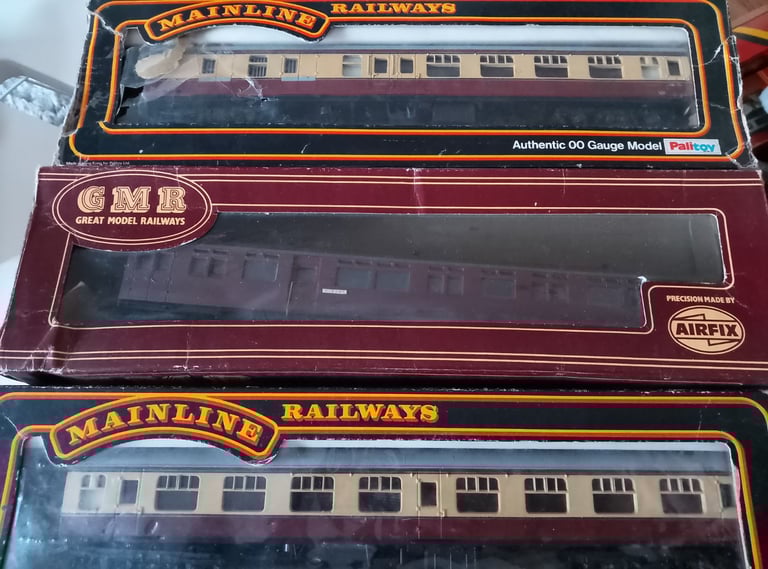 MAINLINE RAILWAYS
Authentic 00 Gauge Model Palitoy
GMR
GREAT MODEL RAILWAYS
PRECISION MADE BY
AIRFIX
MAINLINE RAILWAYS